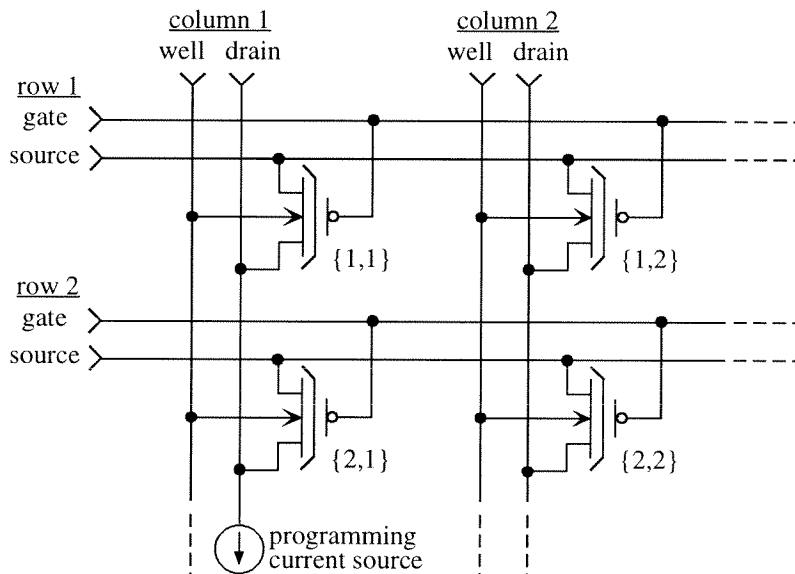 column 1
column 2
well drain
well drain
row 1
gate
source
{1,1}
{1,2}
row 2
gate
source
{2,1}
{2,2}
programming
current source